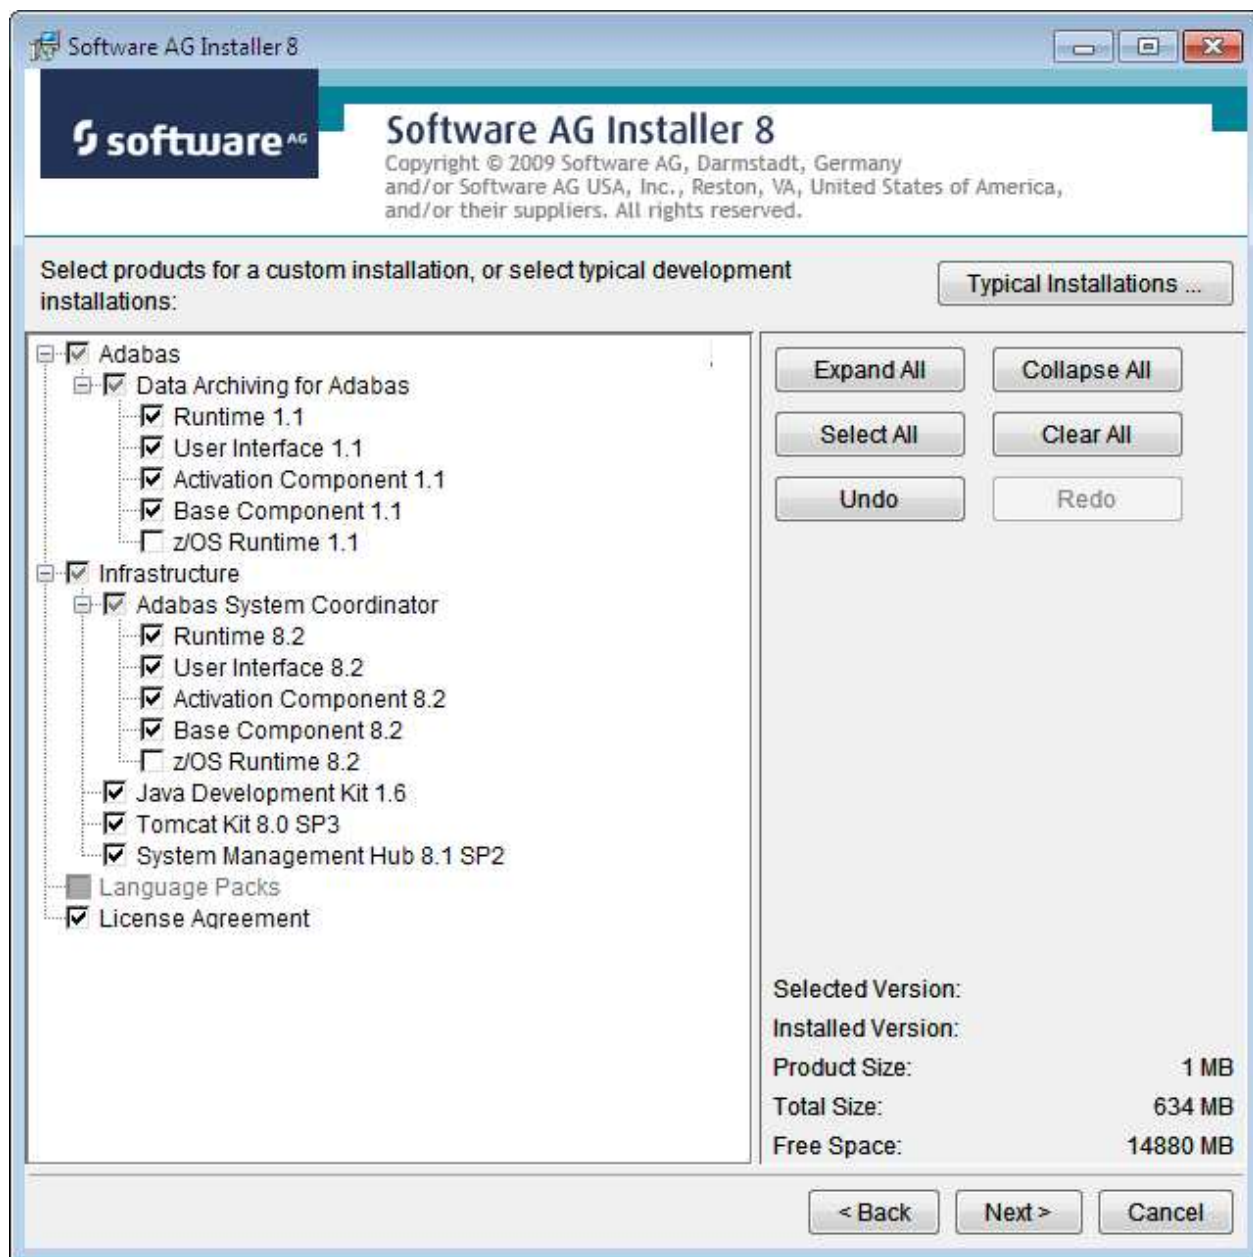 Software AG Installer 8
software AG
Software AG Installer 8
Copyright © 2009 Software AG, Darmstadt, Germany
and/or Software AG USA, Inc., Reston, VA, United States of America,
and/or their suppliers. All rights reserved.
Select products for a custom installation, or select typical development
installations:
Typical Installations ...
Adabas
Data Archiving for Adabas
Runtime 1.1
User Interface 1.1
Activation Component 1.1
Base Component 1.1
z/OS Runtime 1.1
Infrastructure
Adabas System Coordinator
Runtime 8.2
User Interface 8.2
Activation Component 8.2
Base Component 8.2
z/OS Runtime 8.2
Java Development Kit 1.6
Tomcat Kit 8.0 SP3
System Management Hub 8.1 SP2
Language Packs
License Agreement
Expand All Collapse All
Select All Clear All
Undo Redo
Selected Version:
Installed Version:
Product Size: 1 MB
Total Size: 634 MB
Free Space: 14880 MB
< Back Next > Cancel